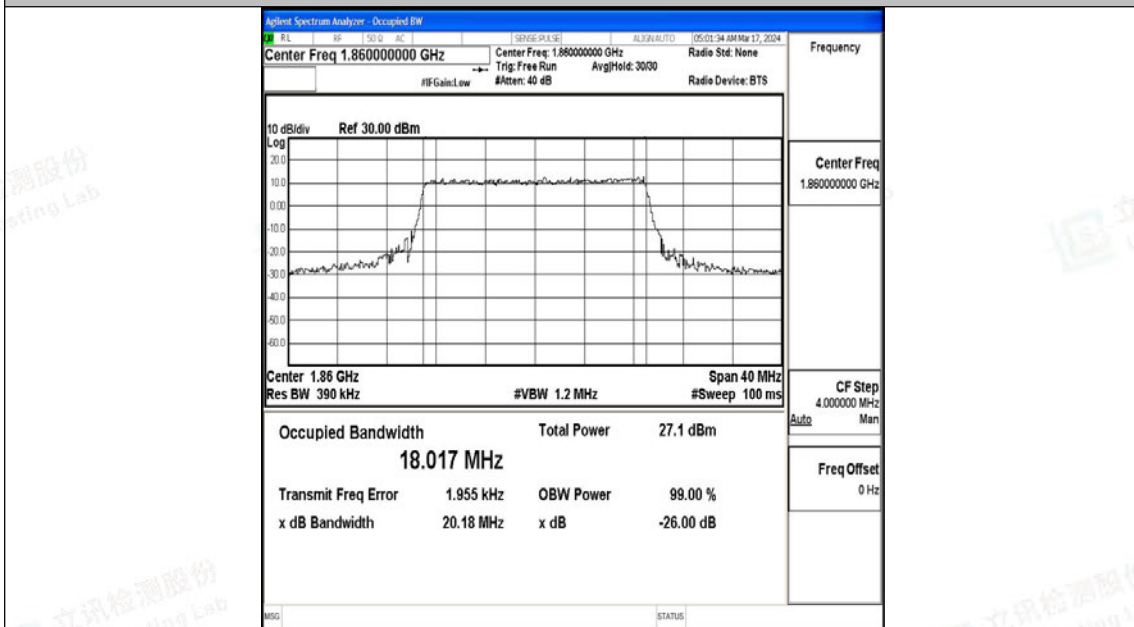 Agilent Spectrum Analyzer - Occupied BW
RL RF 50 Ω AC SENSE:PULSE ALIGN AUTO 05:01:34 AM Mar 17, 2024
Center Freq 1.860000000 GHz
Center Freq: 1.860000000 GHz
Radio Std: None
Trig: Free Run Avg|Hold: 30/30
#IFGain:Low
#Atten: 40 dB
Radio Device: BTS
Frequency
10 dB/div Ref 30.00 dBm
Log
20.0
10.0
0.00
-10.0
-20.0
-30.0
-40.0
-50.0
-60.0
Center 1.86 GHz Span 40 MHz
Res BW 390 kHz #VBW 1.2 MHz #Sweep 100 ms
Center Freq
1.860000000 GHz
CF Step
4.000000 MHz
Auto Man
Freq Offset
0 Hz
Occupied Bandwidth Total Power 27.1 dBm
18.017 MHz
Transmit Freq Error 1.955 kHz OBW Power 99.00 %
x dB Bandwidth 20.18 MHz x dB -26.00 dB
MSG STATUS
立讯检测股份